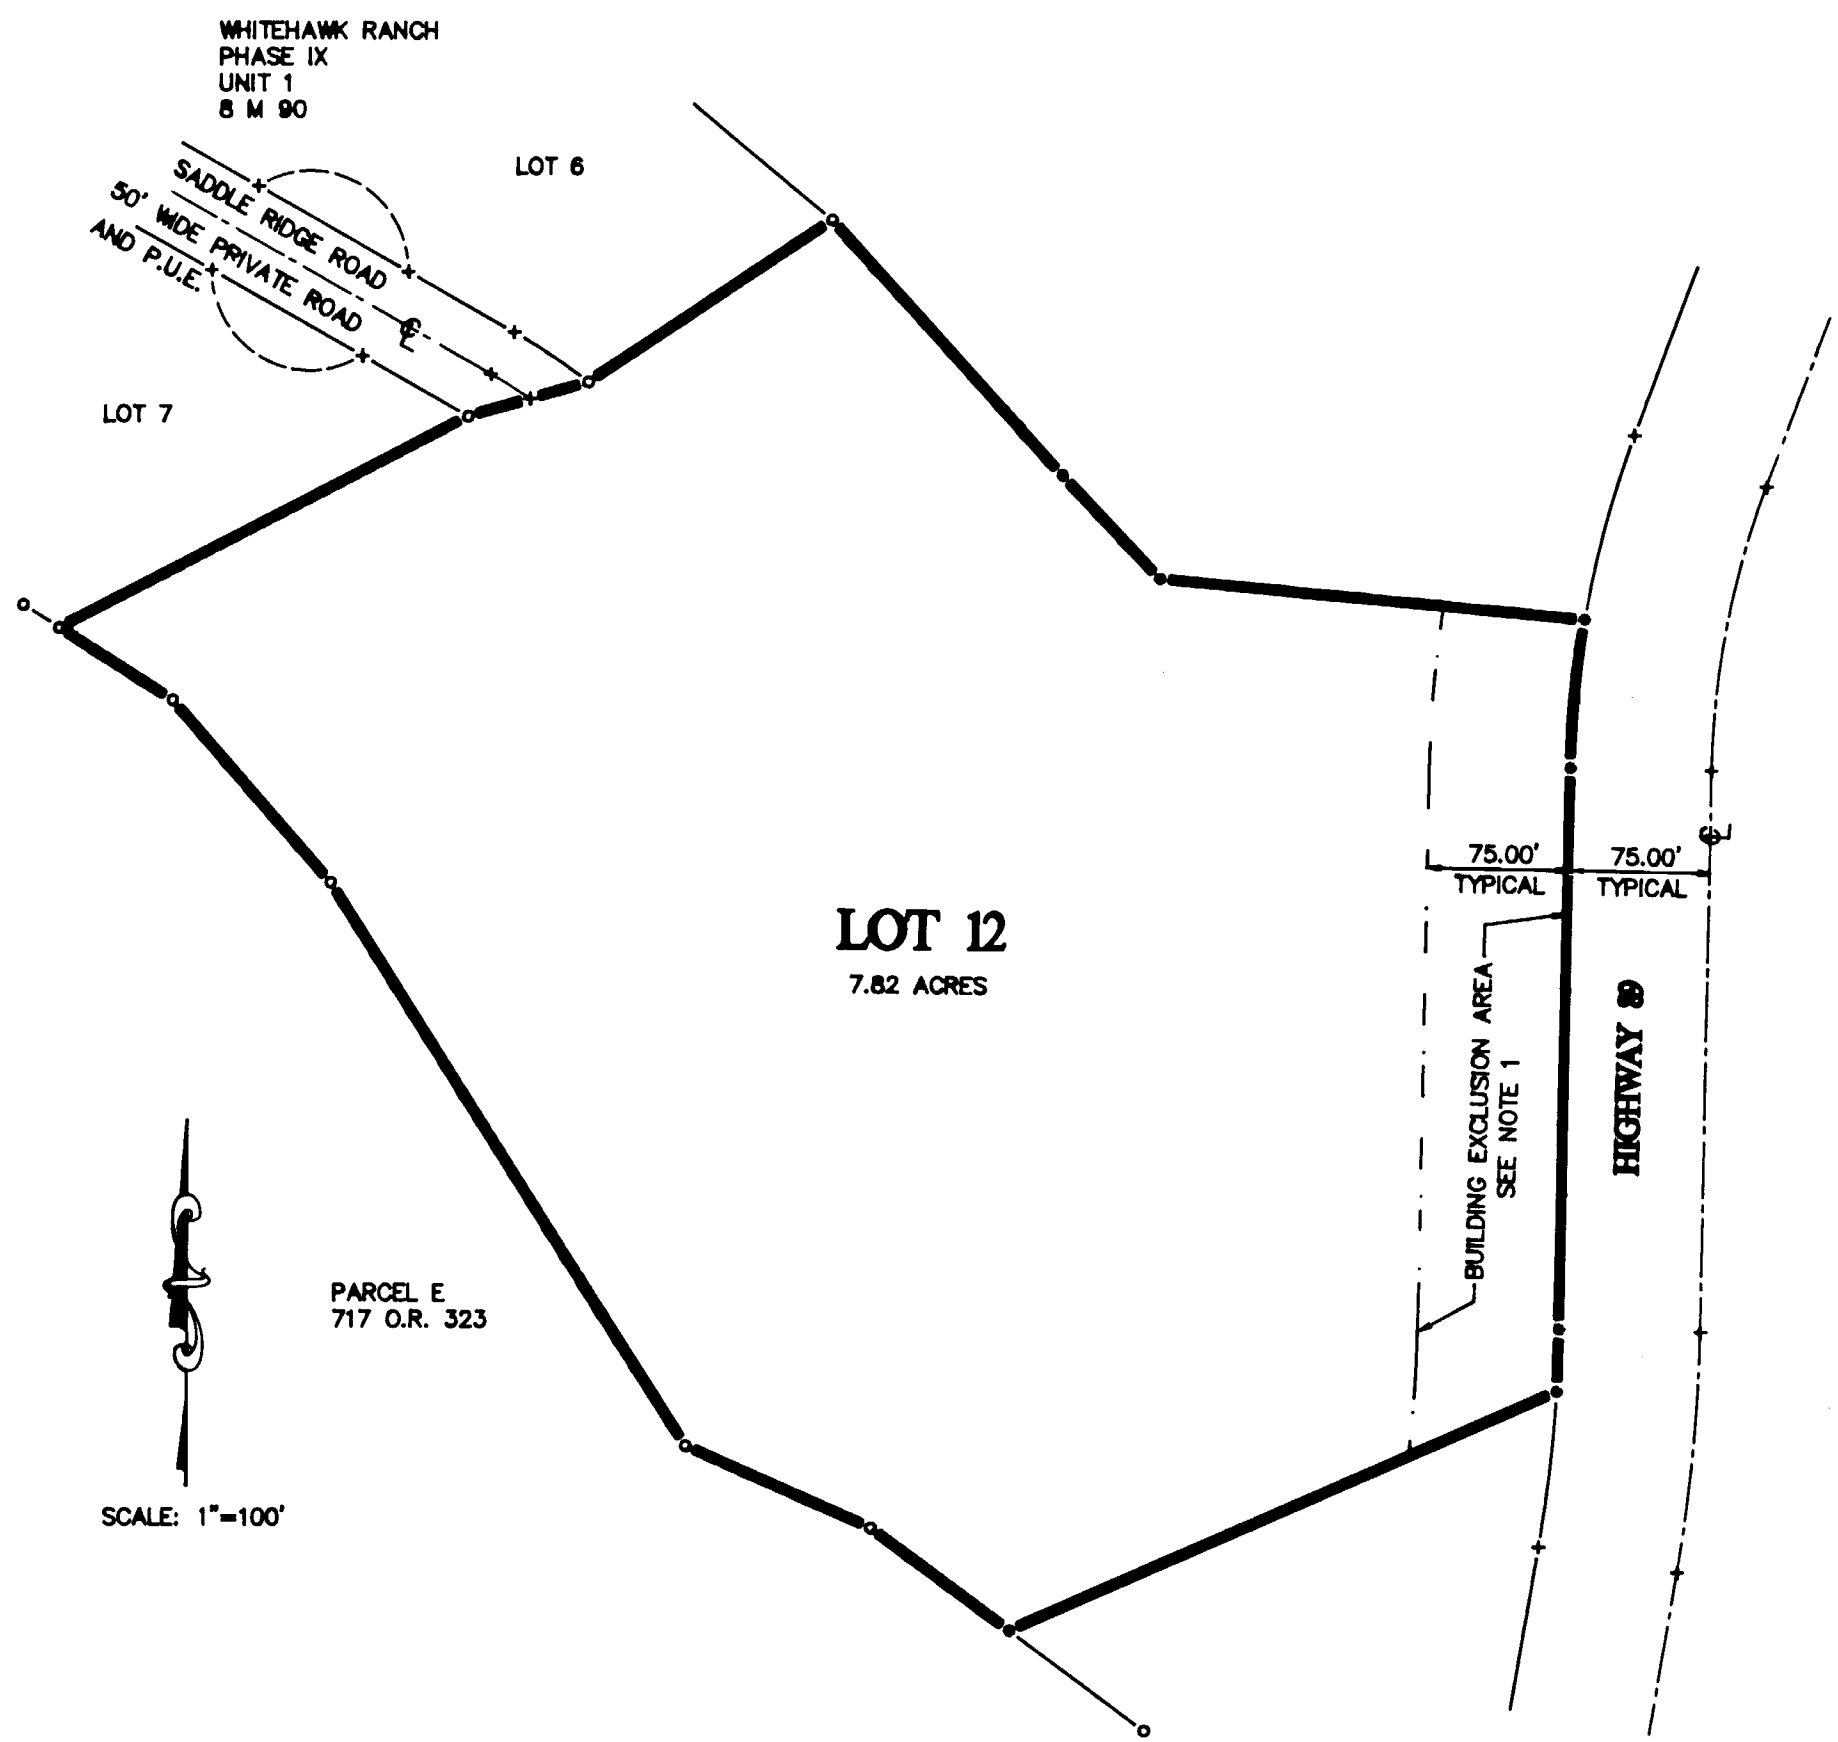 WHITEHAWK RANCH
PHASE IX
UNIT 1
8 M 90
LOT 6
SADDLE RIDGE ROAD
50' WIDE PRIVATE ROAD
AND P.U.E.
℄
LOT 7
75.00'
TYPICAL
75.00'
TYPICAL
℄
LOT 12
7.82 ACRES
BUILDING EXCLUSION AREA
SEE NOTE 1
HIGHWAY 89
PARCEL E
717 O.R. 323
SCALE: 1"=100'